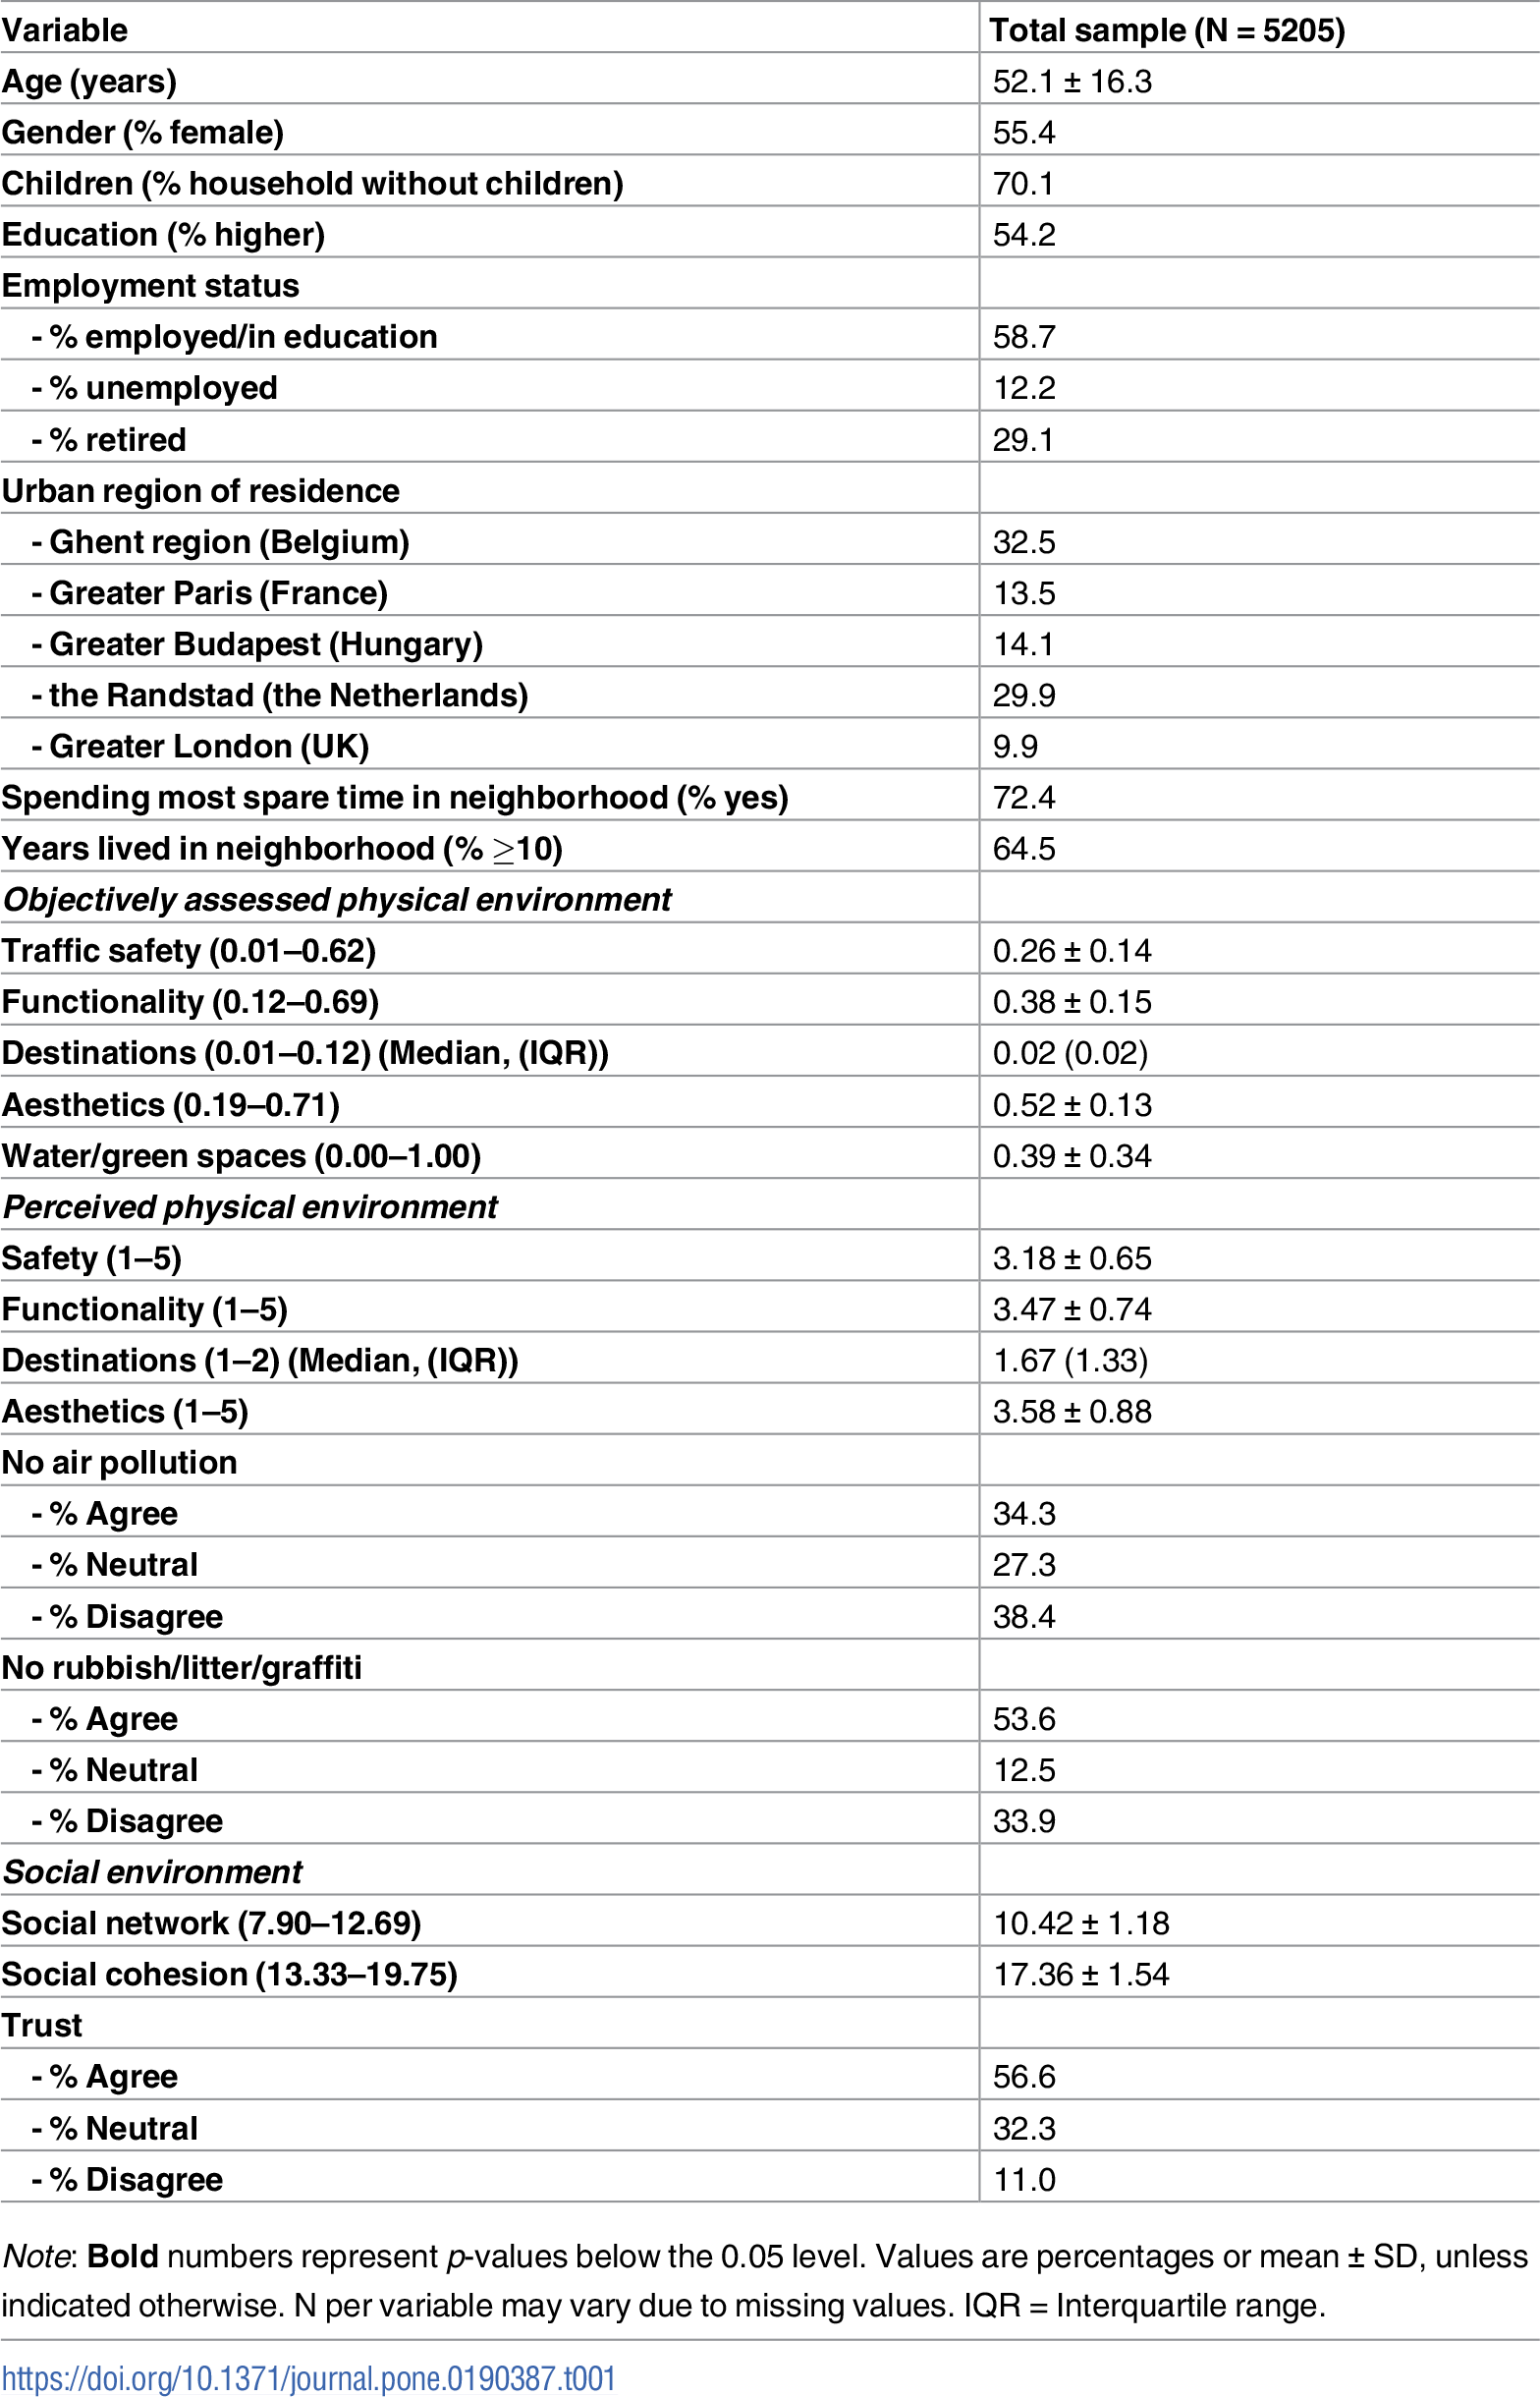 Variable Total sample (N = 5205)
Age (years) 52.1 ± 16.3
Gender (% female) 55.4
Children (% household without children) 70.1
Education (% higher) 54.2
Employment status
- % employed/in education 58.7
- % unemployed 12.2
- % retired 29.1
Urban region of residence
- Ghent region (Belgium) 32.5
- Greater Paris (France) 13.5
- Greater Budapest (Hungary) 14.1
- the Randstad (the Netherlands) 29.9
- Greater London (UK) 9.9
Spending most spare time in neighborhood (% yes) 72.4
Years lived in neighborhood (% ≥10) 64.5
Objectively assessed physical environment
Traffic safety (0.01–0.62) 0.26 ± 0.14
Functionality (0.12–0.69) 0.38 ± 0.15
Destinations (0.01–0.12) (Median, (IQR)) 0.02 (0.02)
Aesthetics (0.19–0.71) 0.52 ± 0.13
Water/green spaces (0.00–1.00) 0.39 ± 0.34
Perceived physical environment
Safety (1–5) 3.18 ± 0.65
Functionality (1–5) 3.47 ± 0.74
Destinations (1–2) (Median, (IQR)) 1.67 (1.33)
Aesthetics (1–5) 3.58 ± 0.88
No air pollution
- % Agree 34.3
- % Neutral 27.3
- % Disagree 38.4
No rubbish/litter/graffiti
- % Agree 53.6
- % Neutral 12.5
- % Disagree 33.9
Social environment
Social network (7.90–12.69) 10.42 ± 1.18
Social cohesion (13.33–19.75) 17.36 ± 1.54
Trust
- % Agree 56.6
- % Neutral 32.3
- % Disagree 11.0
Note: Bold numbers represent p-values below the 0.05 level. Values are percentages or mean ± SD, unless
indicated otherwise. N per variable may vary due to missing values. IQR = Interquartile range.
https://doi.org/10.1371/journal.pone.0190387.t001